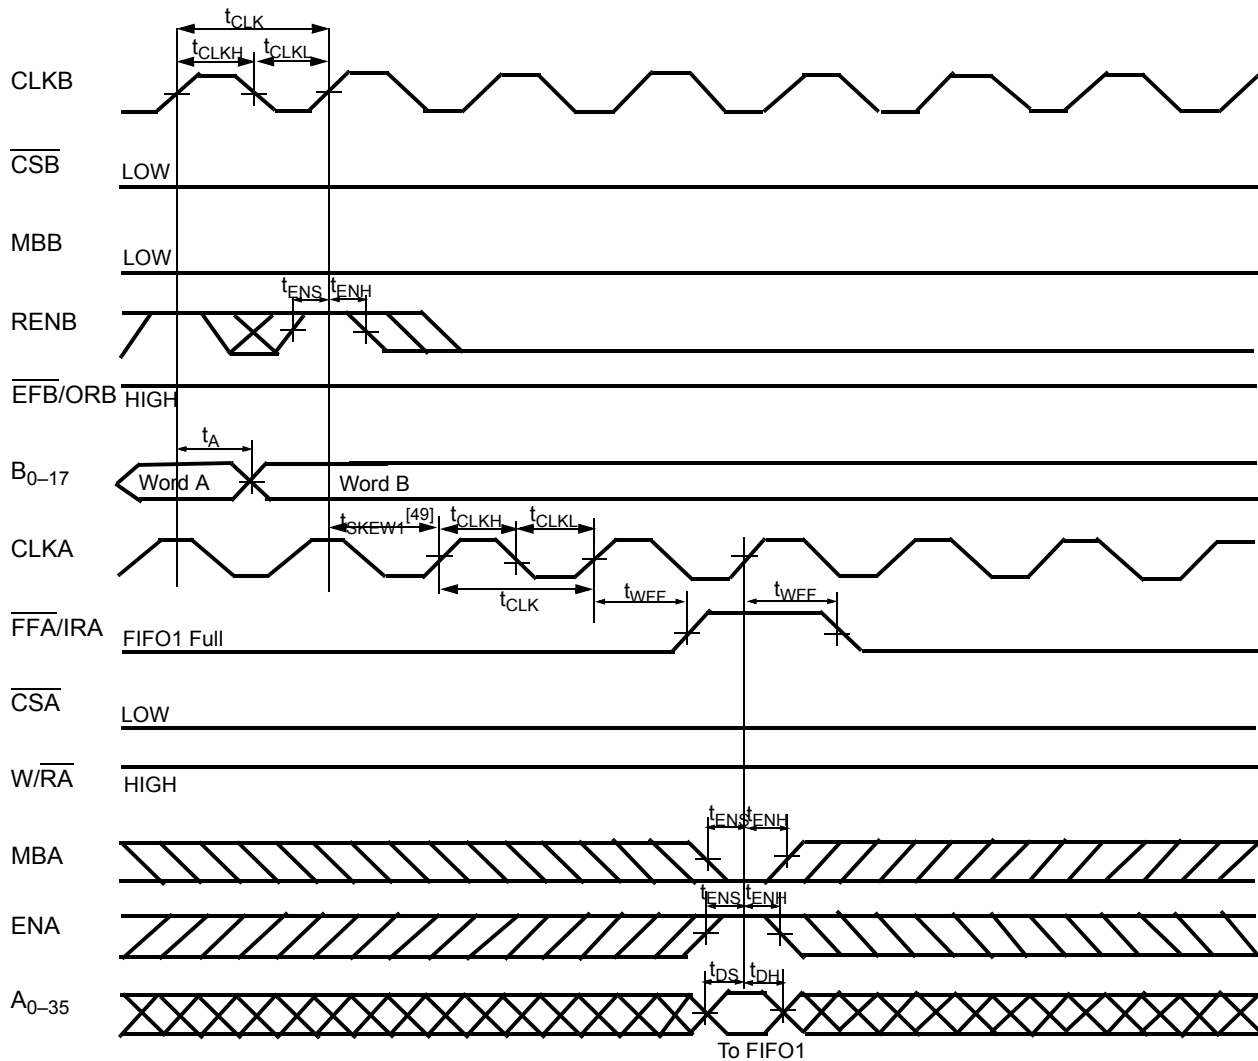 tCLK
tCLKH tCLKL
CLKB
CSB
LOW
MBB
LOW
tENS tENH
RENB
EFB/ORB HIGH
tA
B0–17 Word A Word B
tSKEW1[49] tCLKH tCLKL
CLKA
tCLK tWFF tWFF
FFA/IRA
FIFO1 Full
CSA
LOW
W/RA
HIGH
tENS tENH
MBA
tENS tENH
ENA
tDS tDH
A0–35
To FIFO1